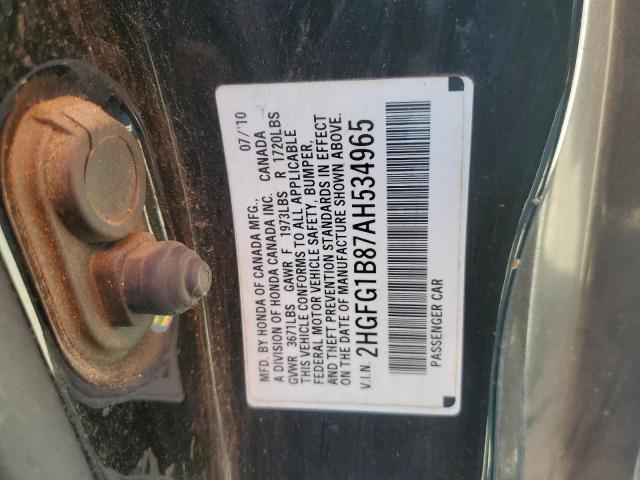 MFD. BY HONDA OF CANADA MFG., 07/'10
A DIVISION OF HONDA CANADA INC. CANADA
GVWR 3671LBS GAWR F 1973LBS R 1720LBS
THIS VEHICLE CONFORMS TO ALL APPLICABLE
FEDERAL MOTOR VEHICLE SAFETY, BUMPER,
AND THEFT PREVENTION STANDARDS IN EFFECT
ON THE DATE OF MANUFACTURE SHOWN ABOVE.
V.I.N. 2HGFG1B87AH534965
PASSENGER CAR